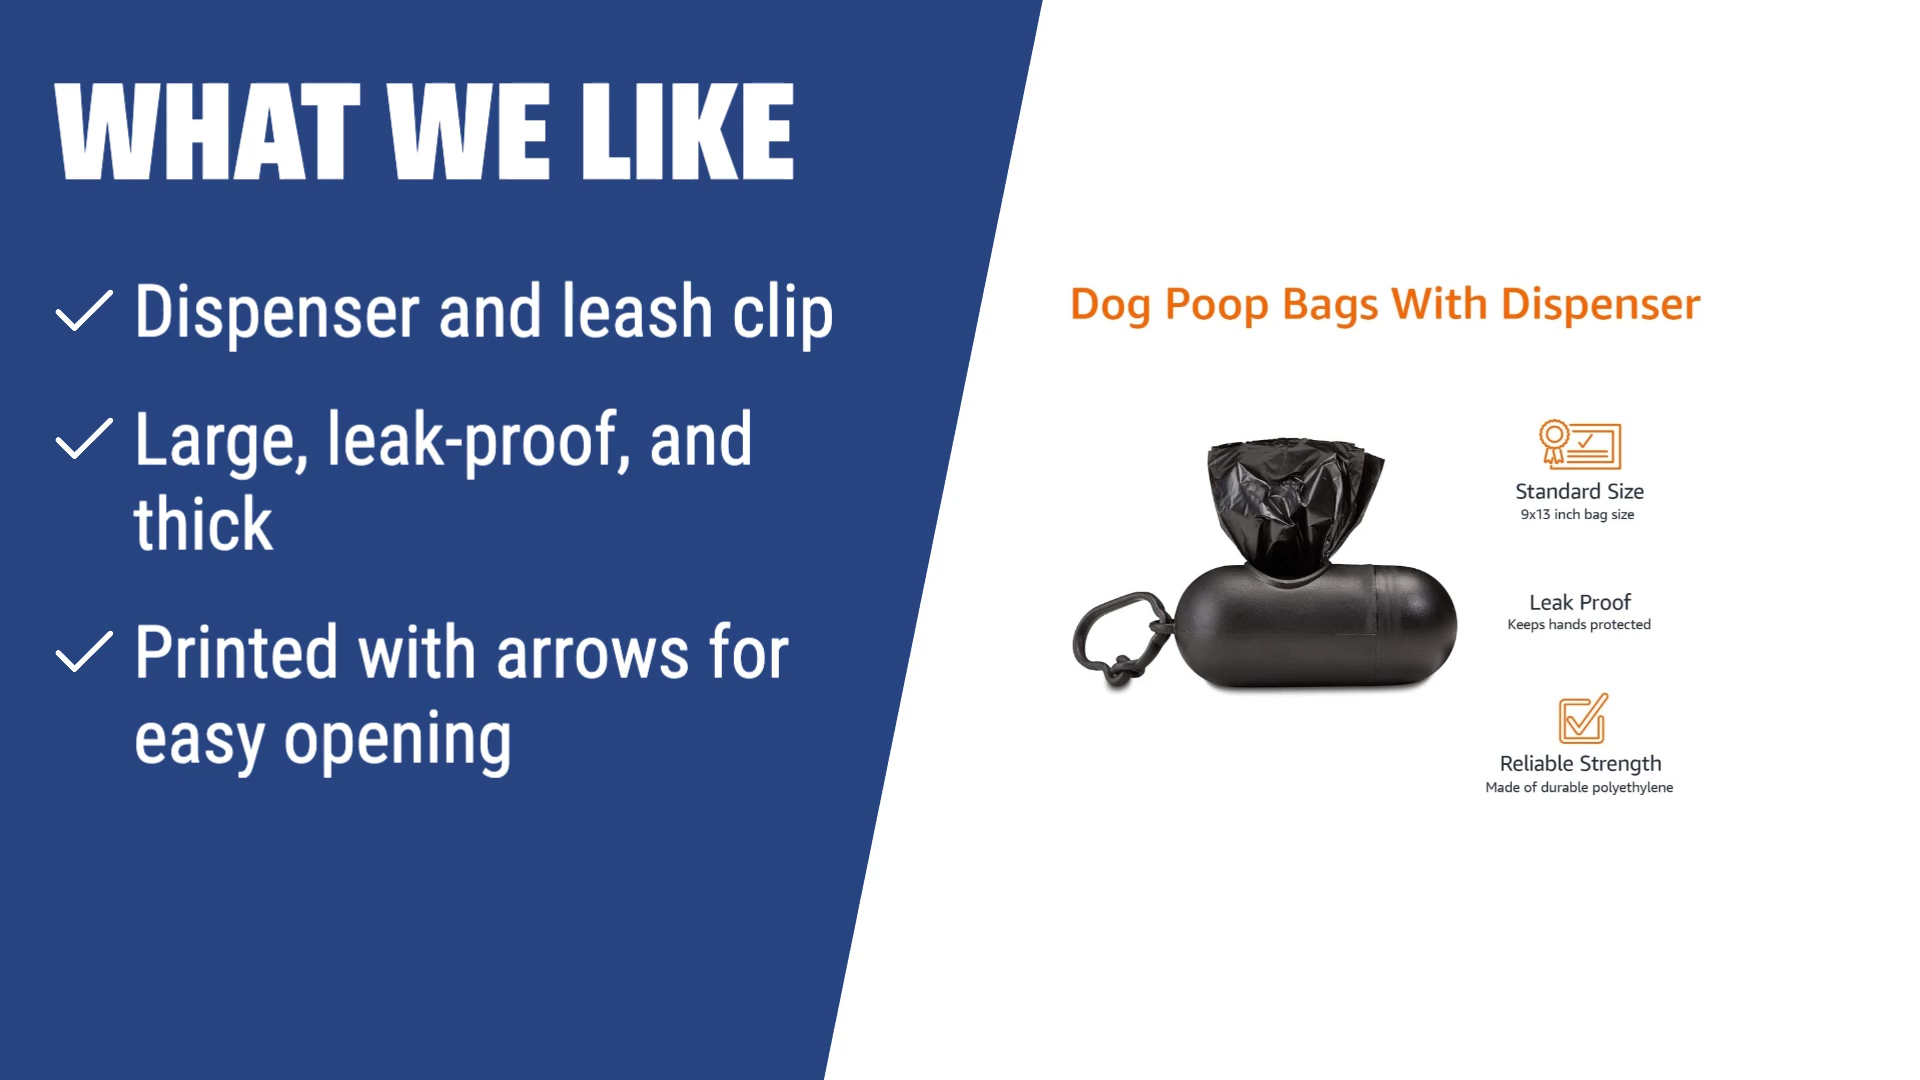 WHAT WE LIKE
Dispenser and leash clip
Large, leak-proof, and
thick
Printed with arrows for
easy opening
Dog Poop Bags With Dispenser
Standard Size
9x13 inch bag size
Leak Proof
Keeps hands protected
Reliable Strength
Made of durable polyethylene